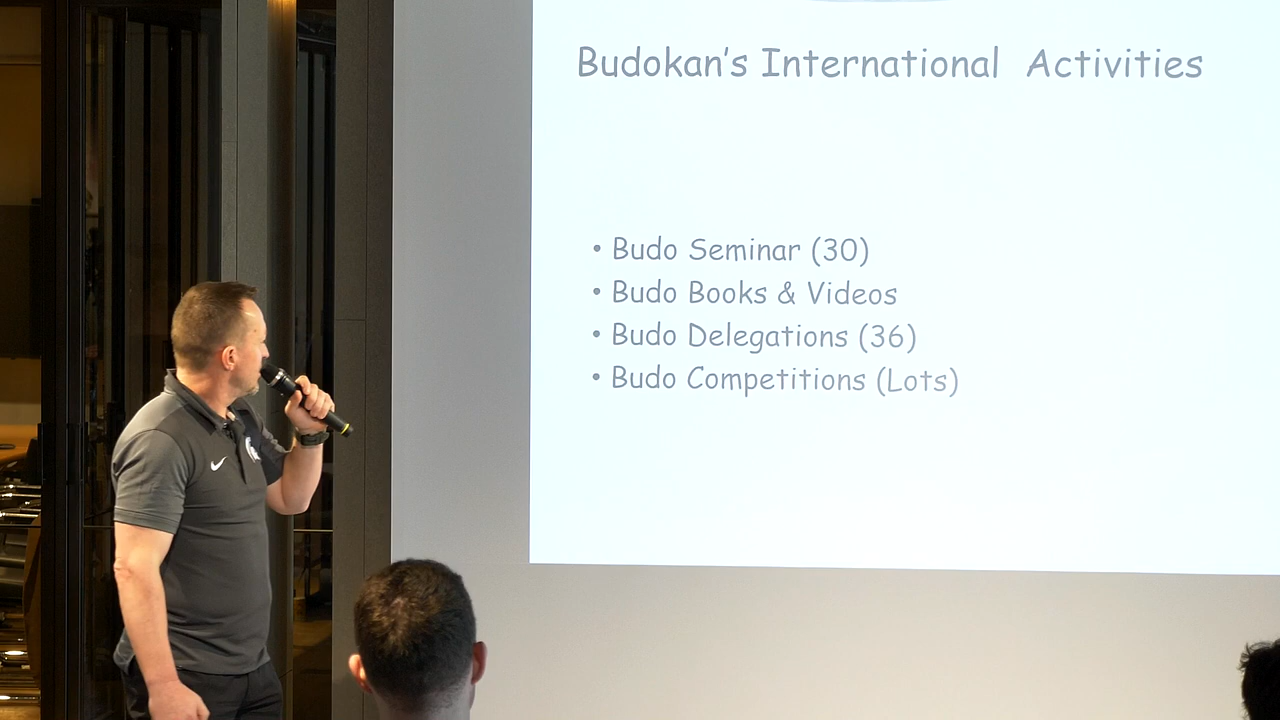 Budokan's International Activities
• Budo Seminar (30)
• Budo Books & Videos
• Budo Delegations (36)
• Budo Competitions (Lots)